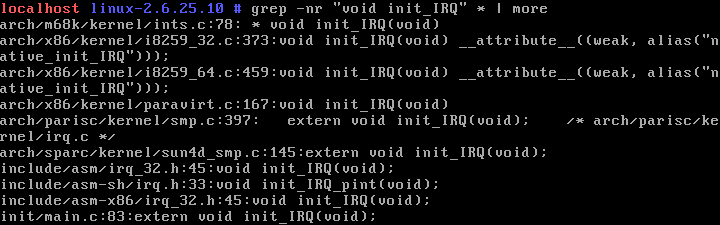 localhost linux-2.6.25.10 # grep -nr "void init_IRQ" * | more
arch/m68k/kernel/ints.c:78: * void init_IRQ(void)
arch/x86/kernel/i8259_32.c:373:void init_IRQ(void) __attribute__((weak, alias("n
ative_init_IRQ")));
arch/x86/kernel/i8259_64.c:459:void init_IRQ(void) __attribute__((weak, alias("n
ative_init_IRQ")));
arch/x86/kernel/paravirt.c:167:void init_IRQ(void)
arch/parisc/kernel/smp.c:397:   extern void init_IRQ(void);    /* arch/parisc/ke
rnel/irq.c */
arch/sparc/kernel/sun4d_smp.c:145:extern void init_IRQ(void);
include/asm/irq_32.h:45:void init_IRQ(void);
include/asm-sh/irq.h:33:void init_IRQ_pint(void);
include/asm-x86/irq_32.h:45:void init_IRQ(void);
init/main.c:83:extern void init_IRQ(void);